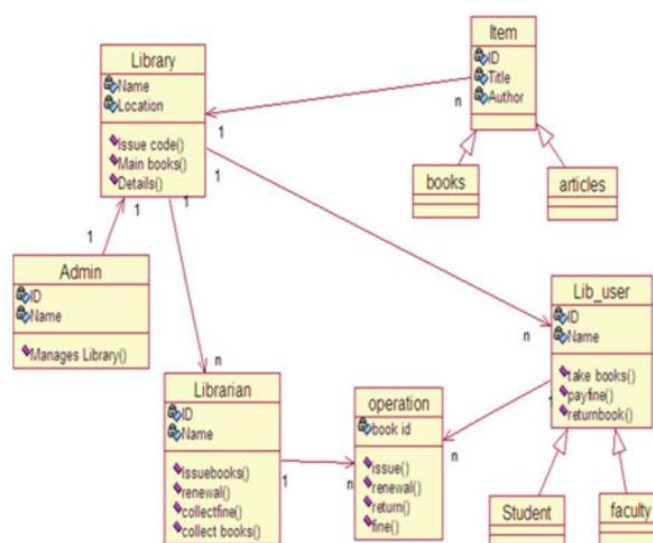 Library
Name
Location
Issue code()
Main books()
Details()
1
1
1
1
Item
ID
Title
Author
n
books
articles
1
Admin
ID
Name
Manages Library()
n
Librarian
ID
Name
Issuebooks()
renewal()
collectfine()
collect books()
1
n
operation
book id
issue()
renewal()
return()
fine()
n
n
Lib_user
ID
Name
take books()
payfine()
returnbook()
1
Student
faculty